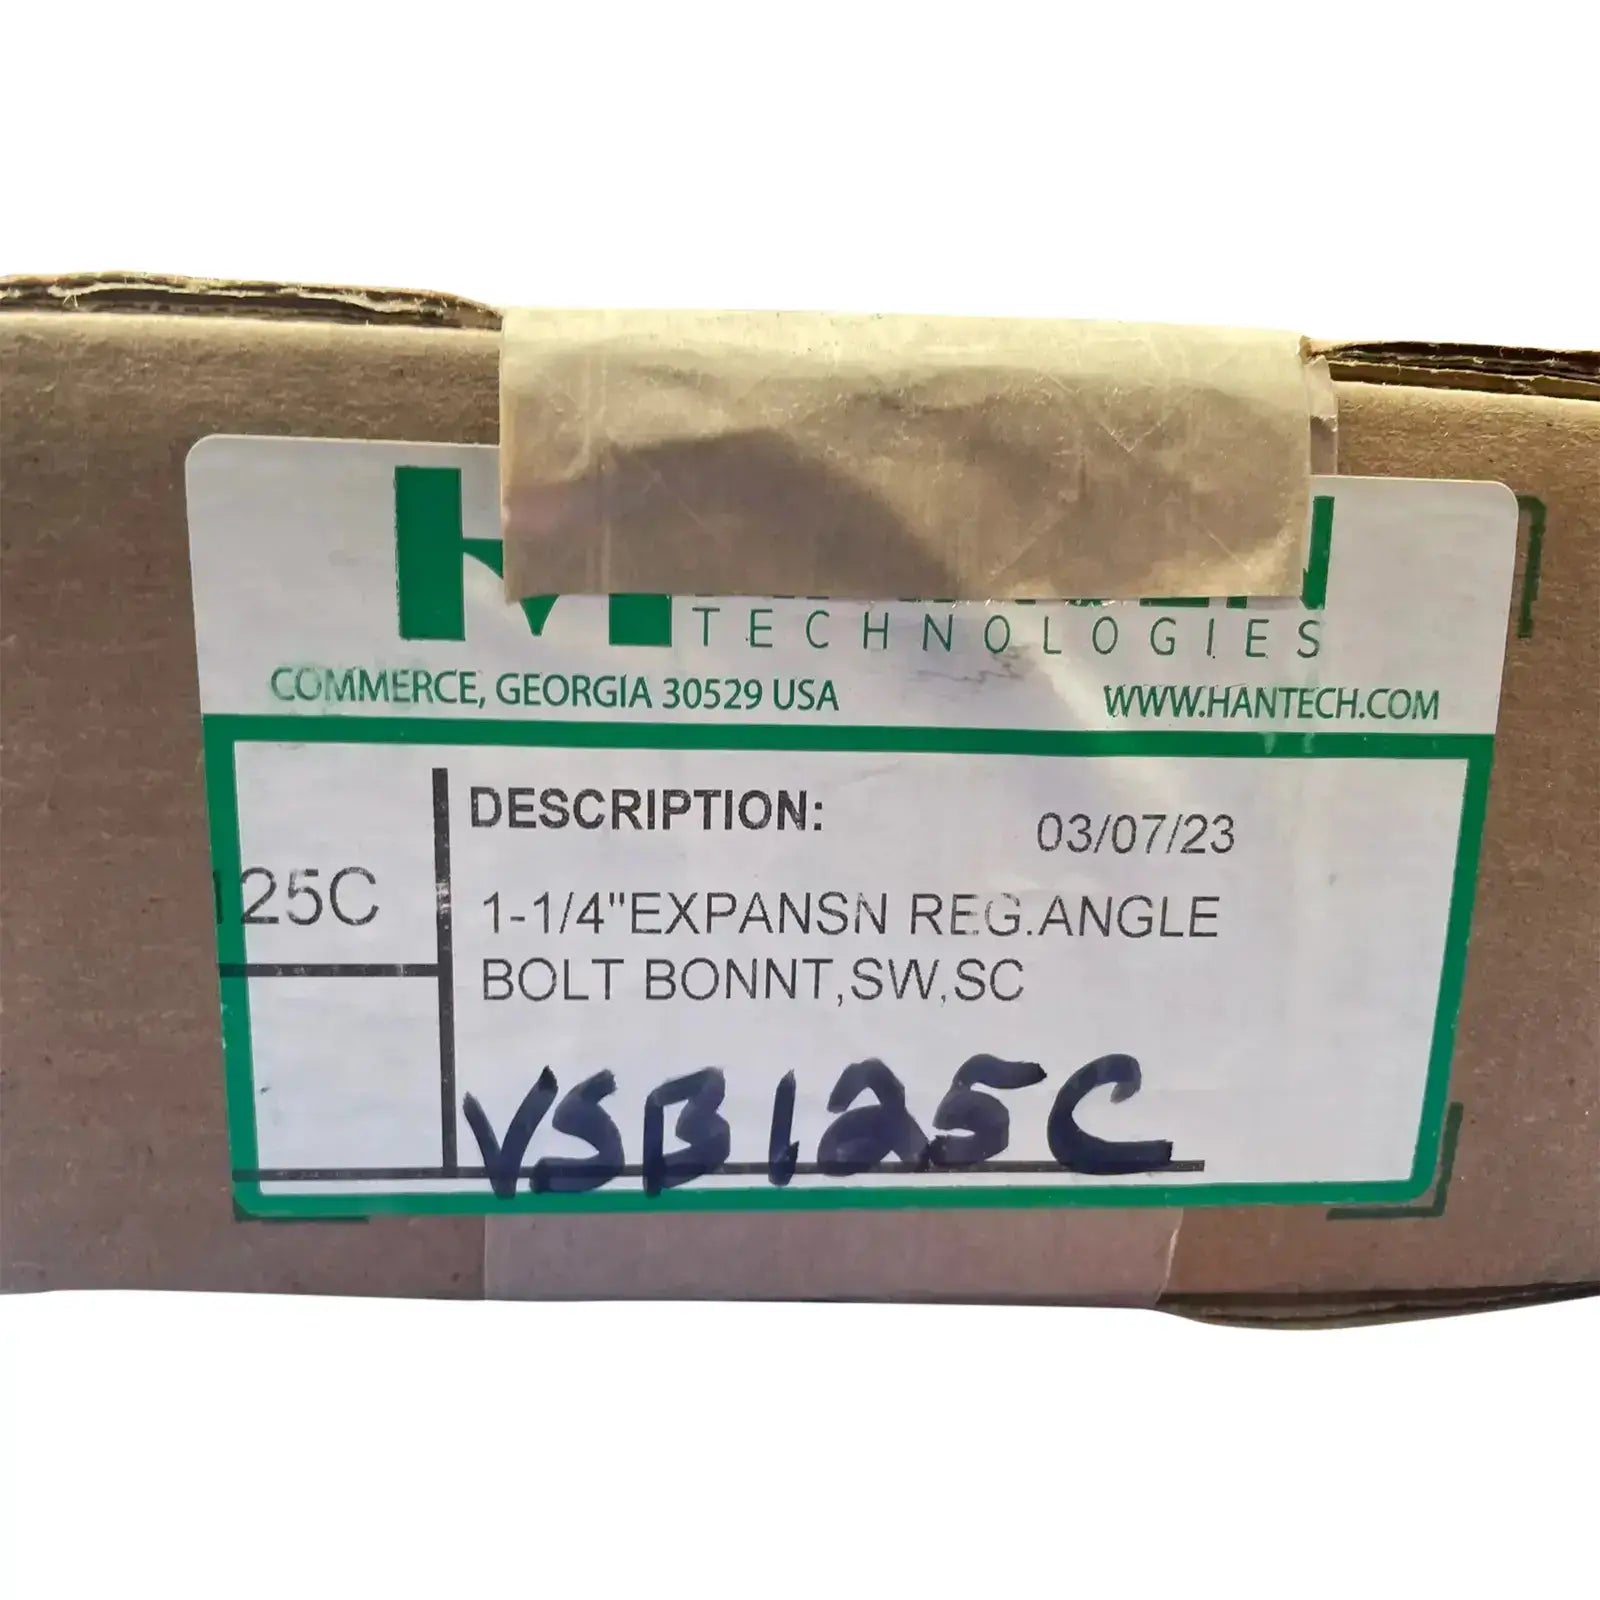 TECHNOLOGIES
COMMERCE, GEORGIA 30529 USA
WWW.HANTECH.COM
DESCRIPTION:
03/07/23
125C
1-1/4"EXPANSN REG.ANGLE
BOLT BONNT,SW,SC
VSB125C